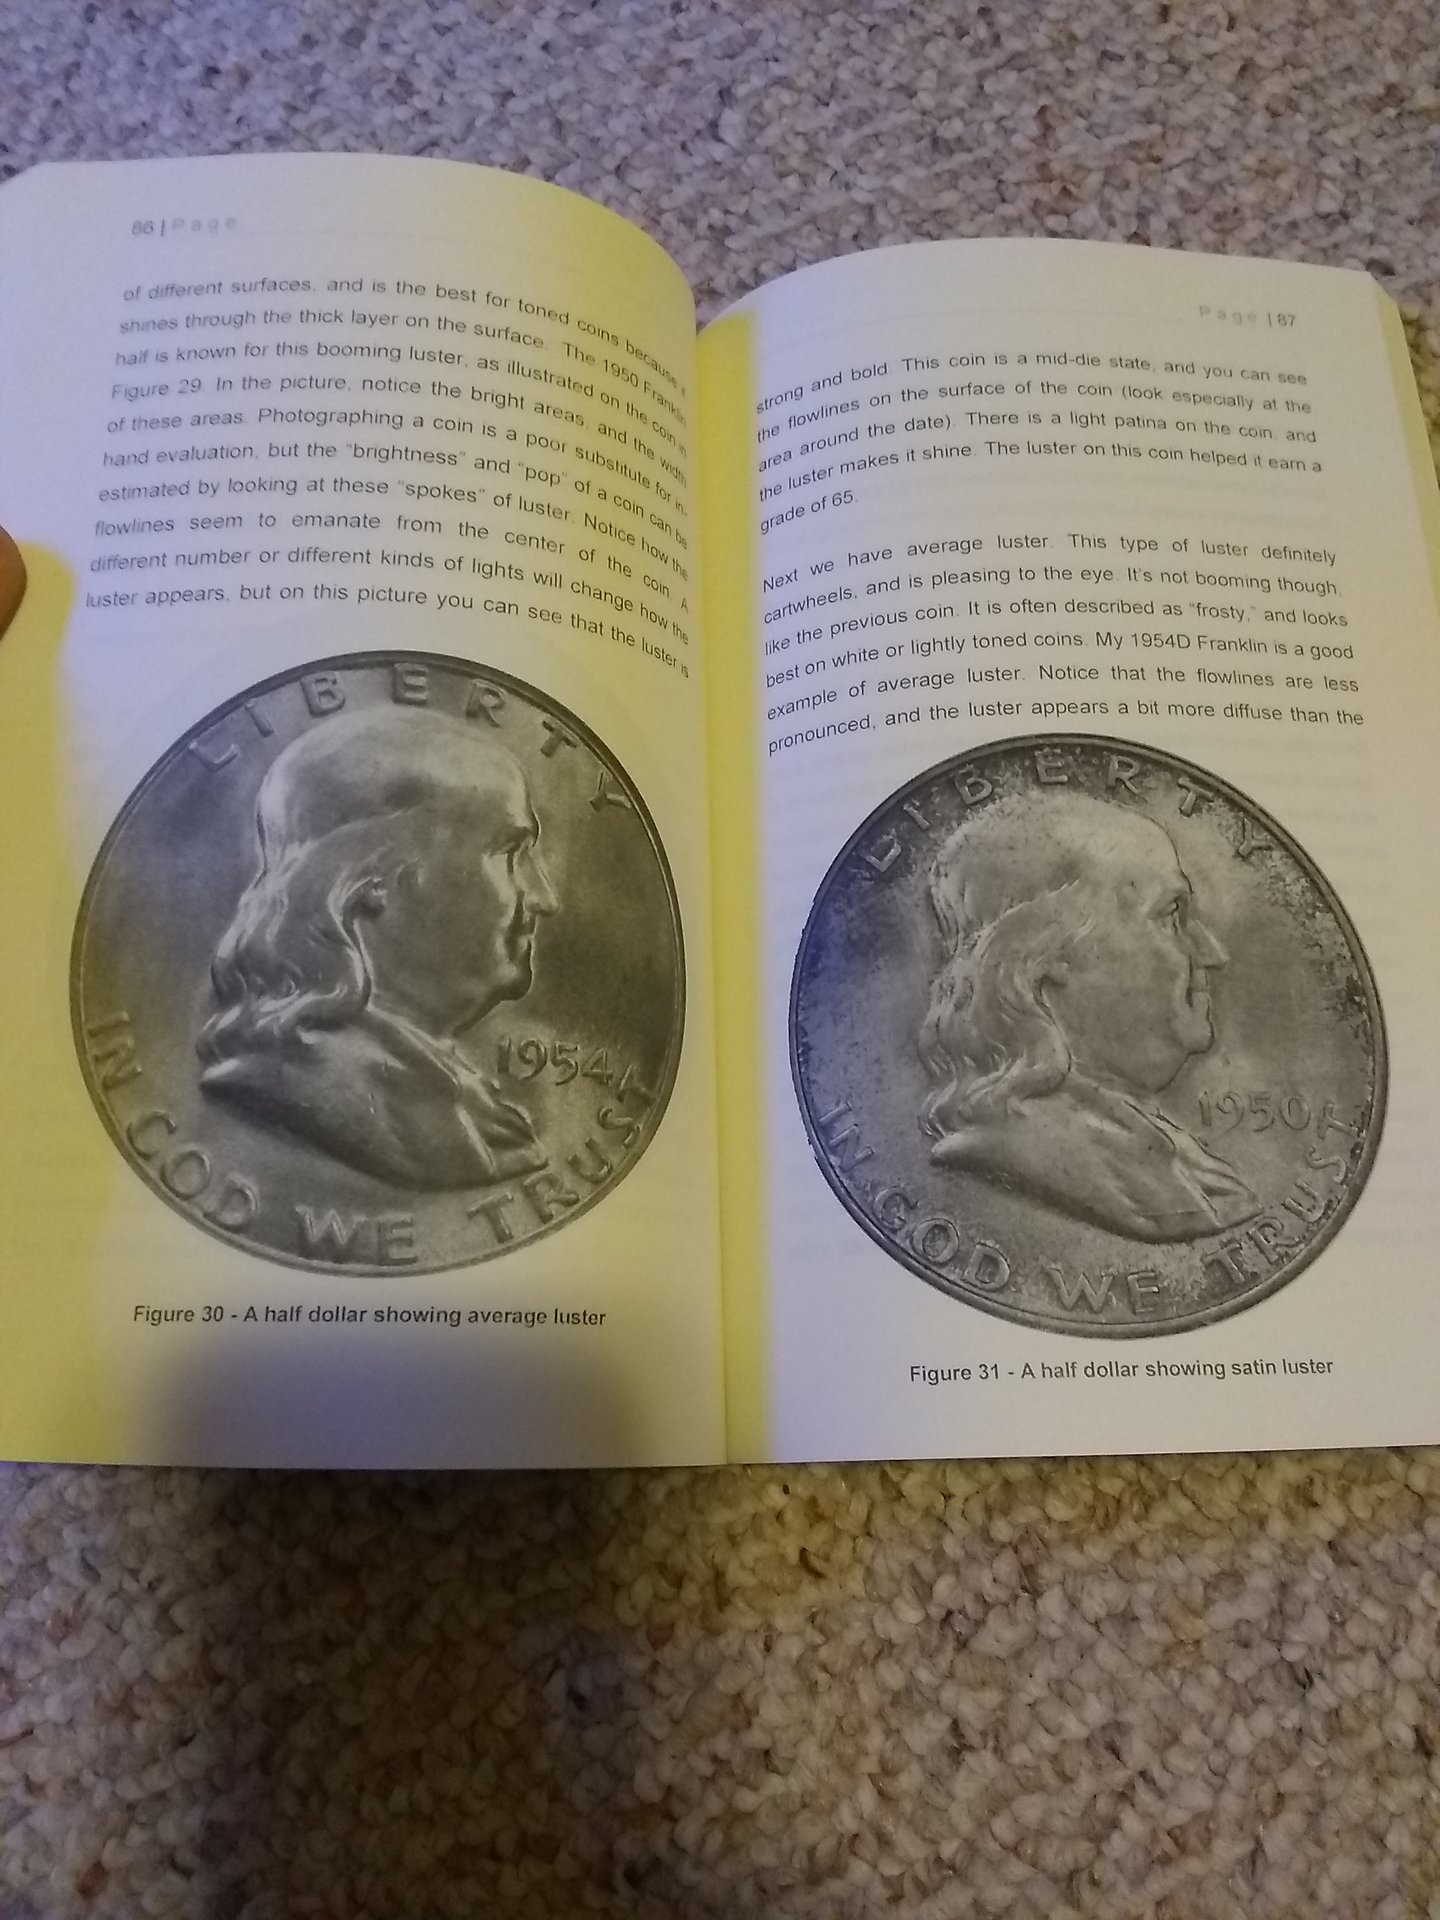 86 | Page
of different surfaces, and is the best for toned coins because it
shines through the thick layer on the surface. The 1950 Franklin
half is known for this booming luster, as illustrated on the coin in
Figure 29. In the picture, notice the bright areas, and the width
of these areas. Photographing a coin is a poor substitute for in-
hand evaluation, but the "brightness" and "pop" of a coin can be
estimated by looking at these "spokes" of luster. Notice how the
flowlines seem to emanate from the center of the coin. A
different number or different kinds of lights will change how the
luster appears, but on this picture you can see that the luster is
LIBERTY
1954
IN GOD WE TRUST
Figure 30 - A half dollar showing average luster
Page | 87
strong and bold. This coin is a mid-die state, and you can see
the flowlines on the surface of the coin (look especially at the
area around the date). There is a light patina on the coin, and
the luster makes it shine. The luster on this coin helped it earn a
grade of 65.
Next we have average luster. This type of luster definitely
cartwheels, and is pleasing to the eye. It's not booming though,
like the previous coin. It is often described as "frosty," and looks
best on white or lightly toned coins. My 1954D Franklin is a good
example of average luster. Notice that the flowlines are less
pronounced, and the luster appears a bit more diffuse than the
LIBERTY
1950
IN GOD WE TRUST
Figure 31 - A half dollar showing satin luster